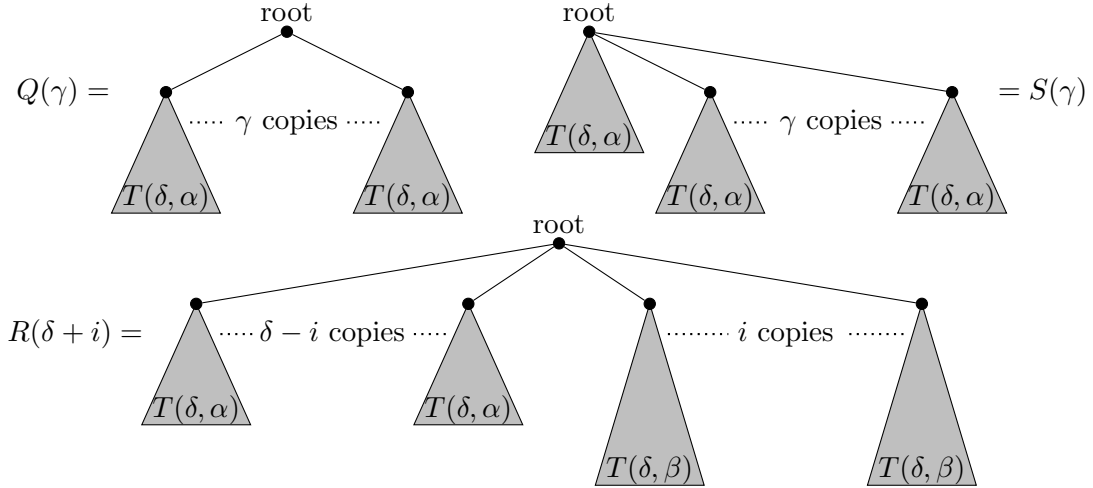 root root
Q(γ) = ····· γ copies ····· ····· γ copies ····· = S(γ)
T(δ, α)
T(δ, α) T(δ, α) T(δ, α) T(δ, α)
root
R(δ + i) = ····· δ − i copies ····· ········· i copies ········
T(δ, α) T(δ, α)
T(δ, β) T(δ, β)